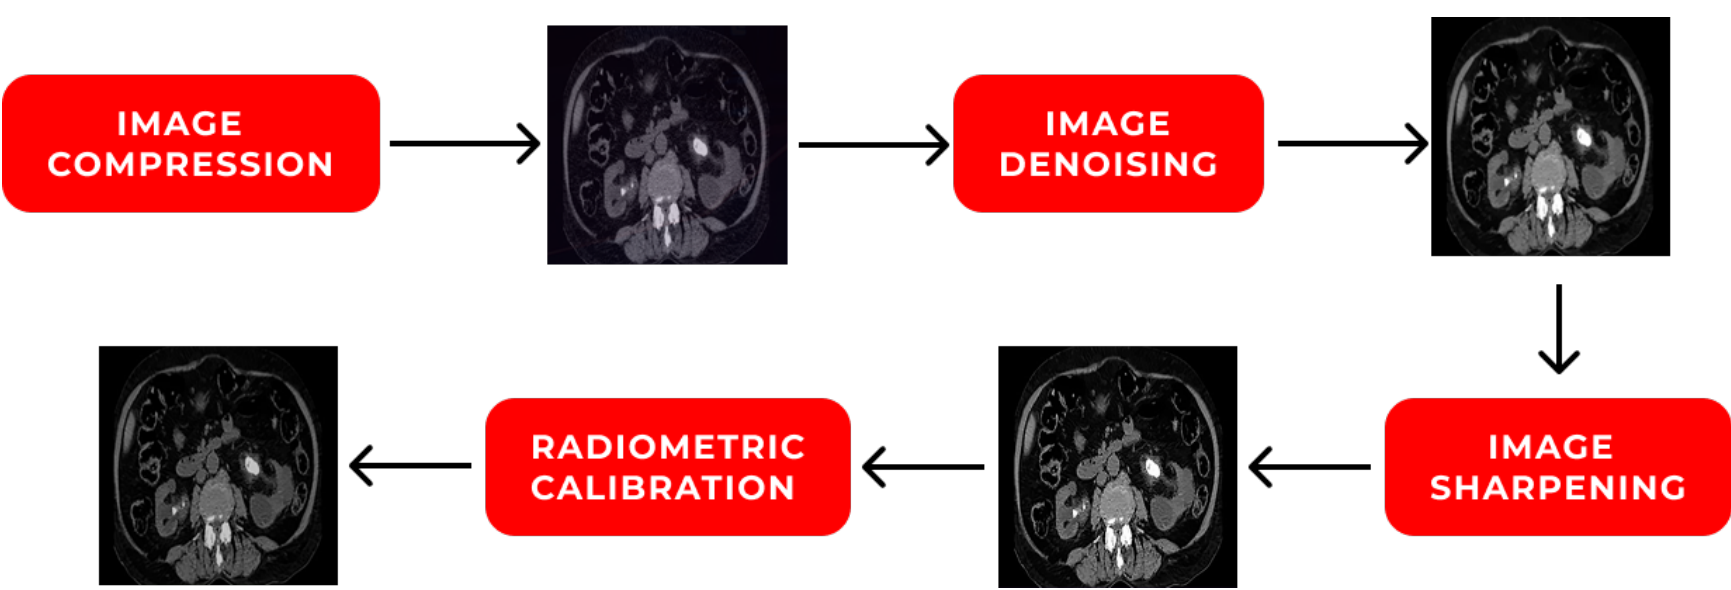 IMAGE
COMPRESSION
IMAGE
DENOISING
IMAGE
SHARPENING
RADIOMETRIC
CALIBRATION